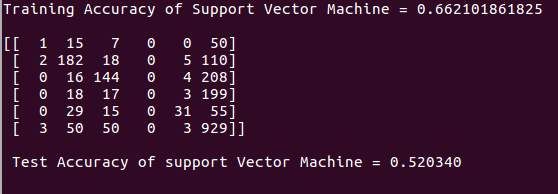 Training Accuracy of Support Vector Machine = 0.662101861825
[[ 1 15 7 0 0 50]
[ 2 182 18 0 5 110]
[ 0 16 144 0 4 208]
[ 0 18 17 0 3 199]
[ 0 29 15 0 31 55]
[ 3 50 50 0 3 929]]
Test Accuracy of support Vector Machine = 0.520340